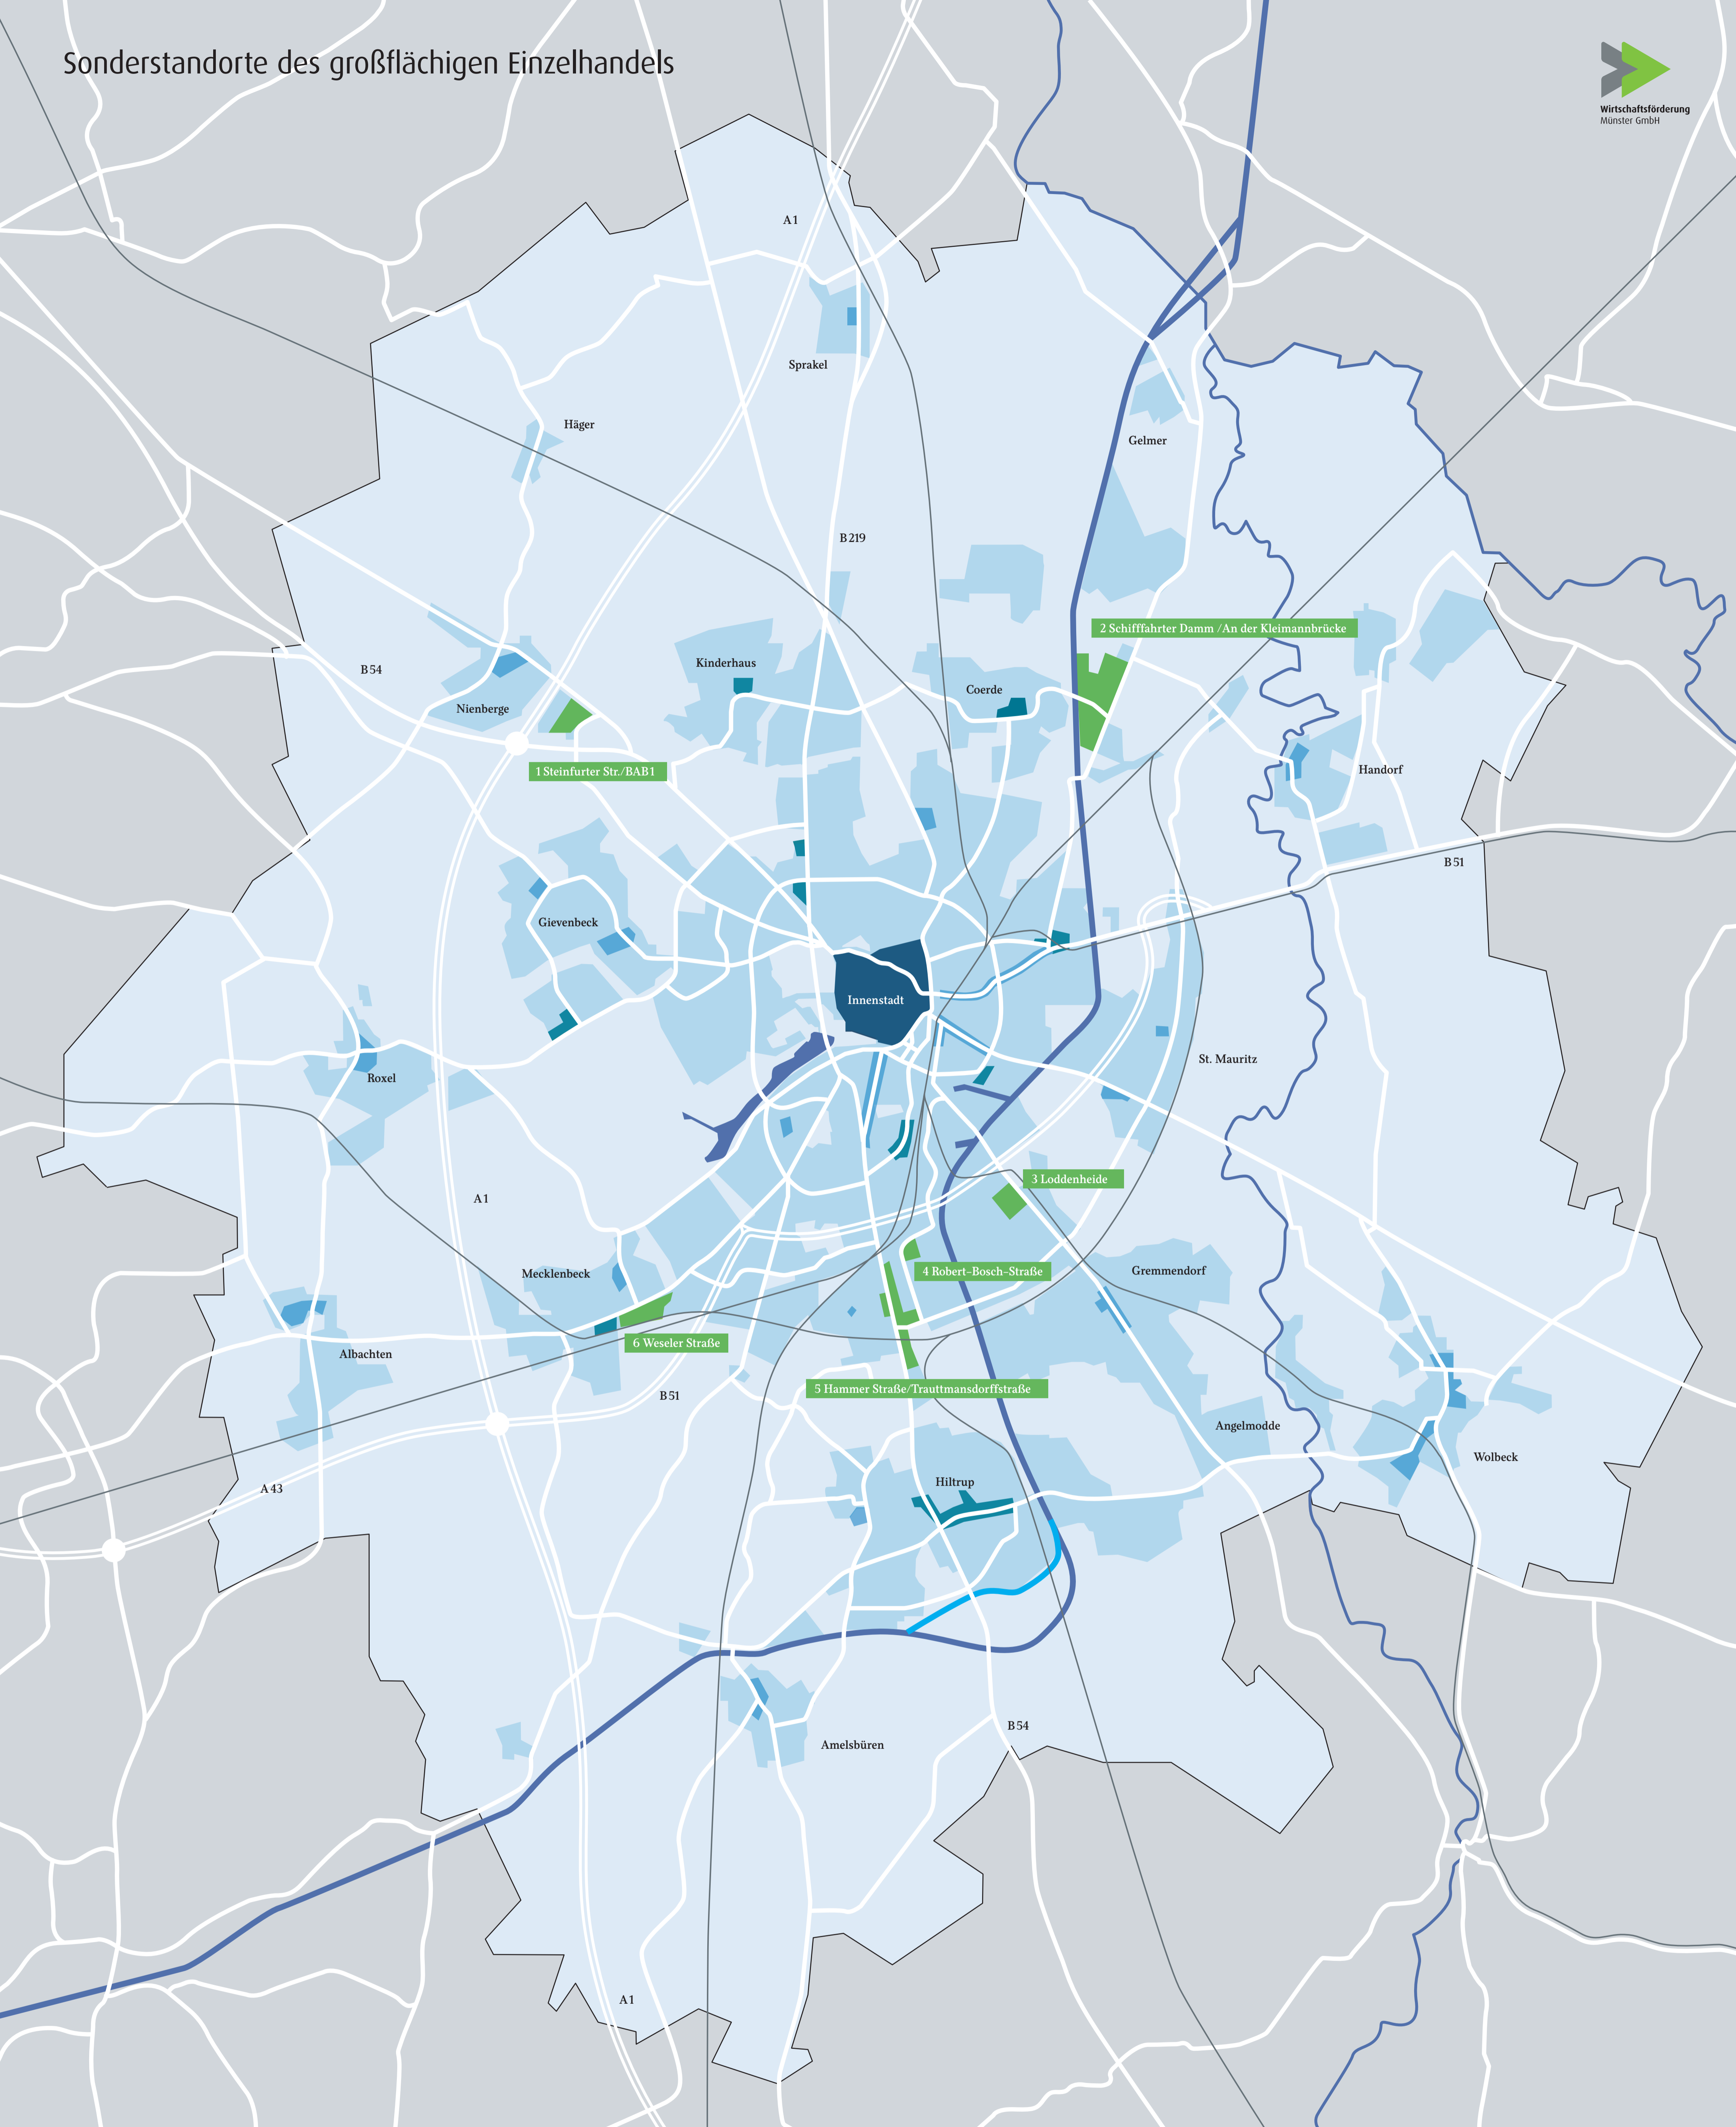 Sonderstandorte des großflächigen Einzelhandels
Wirtschaftsförderung
Münster GmbH
A 1
Sprakel
Häger
Gelmer
B 219
2 Schifffahrter Damm /An der Kleimannbrücke
Kinderhaus
B 54
Coerde
Nienberge
Handorf
1 Steinfurter Str./BAB 1
B 51
Gievenbeck
Innenstadt
St. Mauritz
Roxel
3 Loddenheide
A 1
4 Robert-Bosch-Straße
Gremmendorf
Mecklenbeck
6 Weseler Straße
Albachten
5 Hammer Straße/Trauttmansdorffstraße
B 51
Angelmodde
Wolbeck
Hiltrup
A 43
B 54
Amelsbüren
A 1